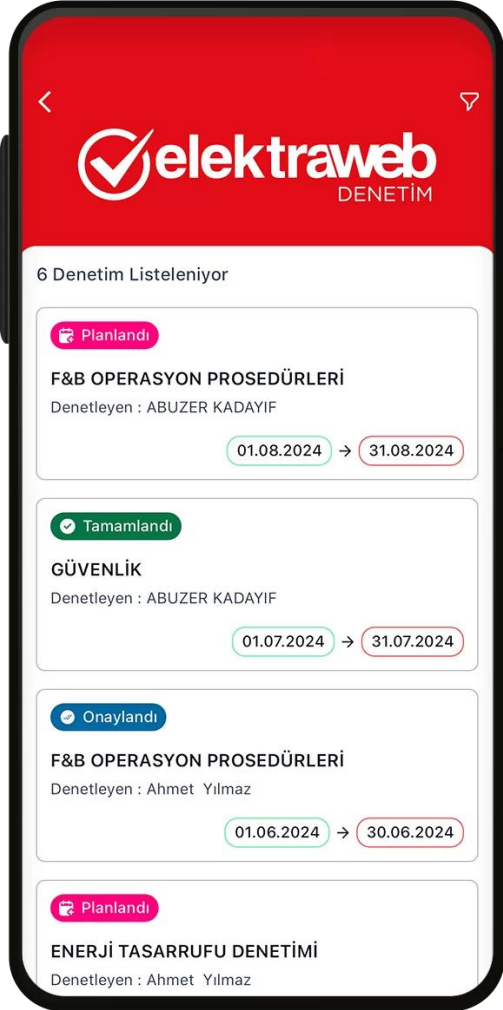 elektraweb
DENETİM
6 Denetim Listeleniyor
Planlandı
F&B OPERASYON PROSEDÜRLERİ
Denetleyen : ABUZER KADAYIF
01.08.2024 → 31.08.2024
Tamamlandı
GÜVENLİK
Denetleyen : ABUZER KADAYIF
01.07.2024 → 31.07.2024
Onaylandı
F&B OPERASYON PROSEDÜRLERİ
Denetleyen : Ahmet Yılmaz
01.06.2024 → 30.06.2024
Planlandı
ENERJİ TASARRUFU DENETİMİ
Denetleyen : Ahmet Yılmaz